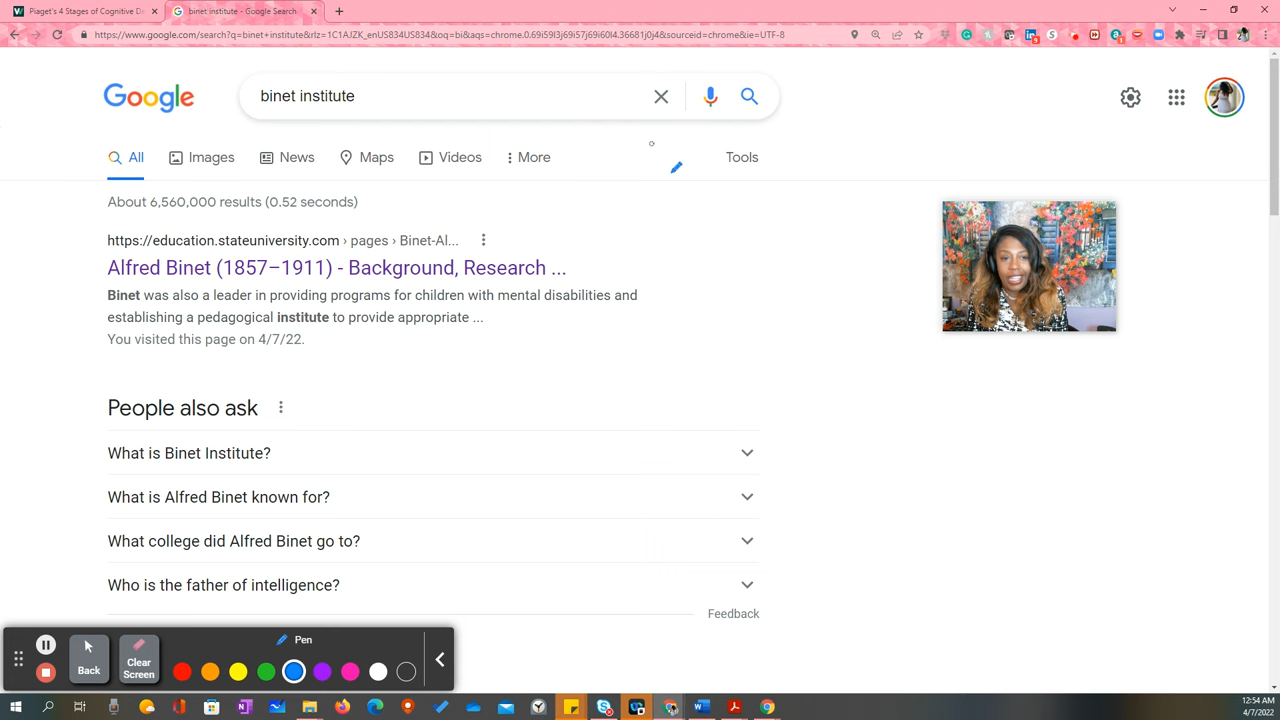 Piaget's 4 Stages of Cognitive D
binet institute - Google Search
https://www.google.com/search?q=binet+institute&rlz=1C1AJZK_enUS834US834&oq=bi&aqs=chrome.0.69i59l3j69i57j69i60l4.36681j0j4&sourceid=chrome&ie=UTF-8
Google
binet institute
All
Images
News
Maps
Videos
More
Tools
About 6,560,000 results (0.52 seconds)
https://education.stateuniversity.com › pages › Binet-Al...
Alfred Binet (1857–1911) - Background, Research ...
Binet was also a leader in providing programs for children with mental disabilities and
establishing a pedagogical institute to provide appropriate ...
You visited this page on 4/7/22.
People also ask
What is Binet Institute?
What is Alfred Binet known for?
What college did Alfred Binet go to?
Who is the father of intelligence?
Feedback
Pen
Back
Clear
Screen
12:54 AM
4/7/2022